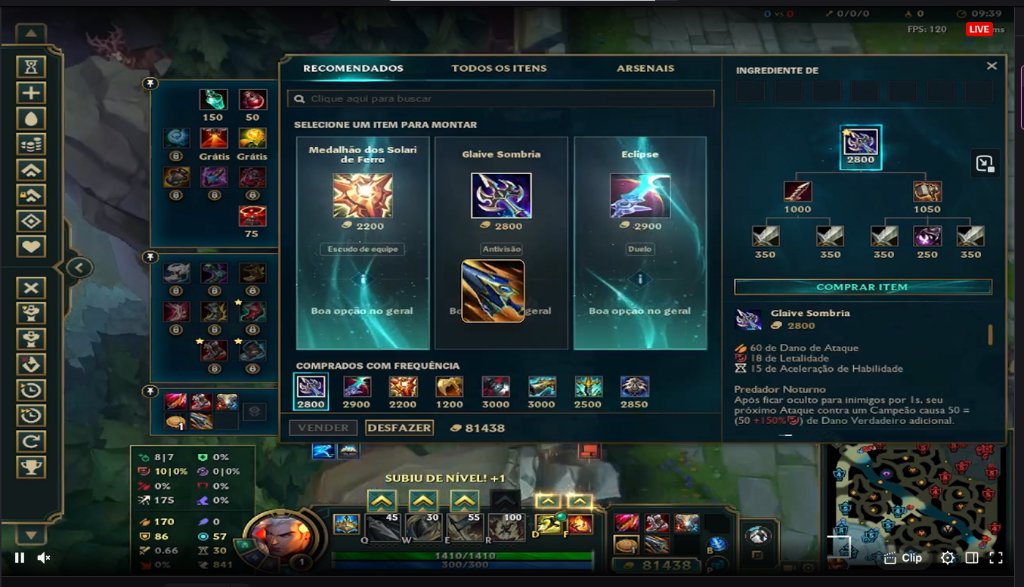 0 vs 0 0/0/0 0 09:39
FPS: 120 LIVE ms
RECOMENDADOS TODOS OS ITENS ARSENAIS
Clique aqui para buscar
SELECIONE UM ITEM PARA MONTAR
Medalhão dos Solari de Ferro
2200
Escudo de equipe
Boa opção no geral
Glaive Sombria
2800
Antivisão
geral
Eclipse
2900
Duelo
Boa opção no geral
COMPRADOS COM FREQUÊNCIA
2800 2900 2200 1200 3000 3000 2500 2850
VENDER DESFAZER 81438
150 50
Grátis Grátis
75
INGREDIENTE DE
2800
1000 1050
350 350 350 250 350
COMPRAR ITEM
Glaive Sombria
2800
60 de Dano de Ataque
18 de Letalidade
15 de Aceleração de Habilidade
Predador Noturno
Após ficar oculto para inimigos por 1s, seu
próximo Ataque contra um Campeão causa 50 =
(50 +150%) de Dano Verdadeiro adicional.
8|7 0%
10|0% 0|0%
0% 0%
175 0%
170 0
86 57
0.66 30
0% 841
SUBIU DE NÍVEL! +1
45 30 55 100
Q W E R D F
1410/1410
300/300
1
B
81438
Clip